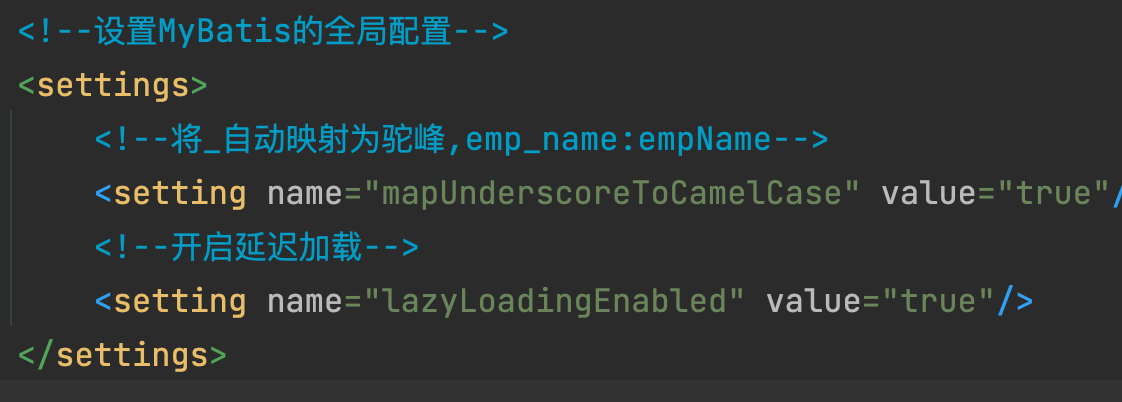 <!--设置MyBatis的全局配置-->
<settings>
<!--将_自动映射为驼峰,emp_name:empName-->
<setting name="mapUnderscoreToCamelCase" value="true"/
<!--开启延迟加载-->
<setting name="lazyLoadingEnabled" value="true"/>
</settings>